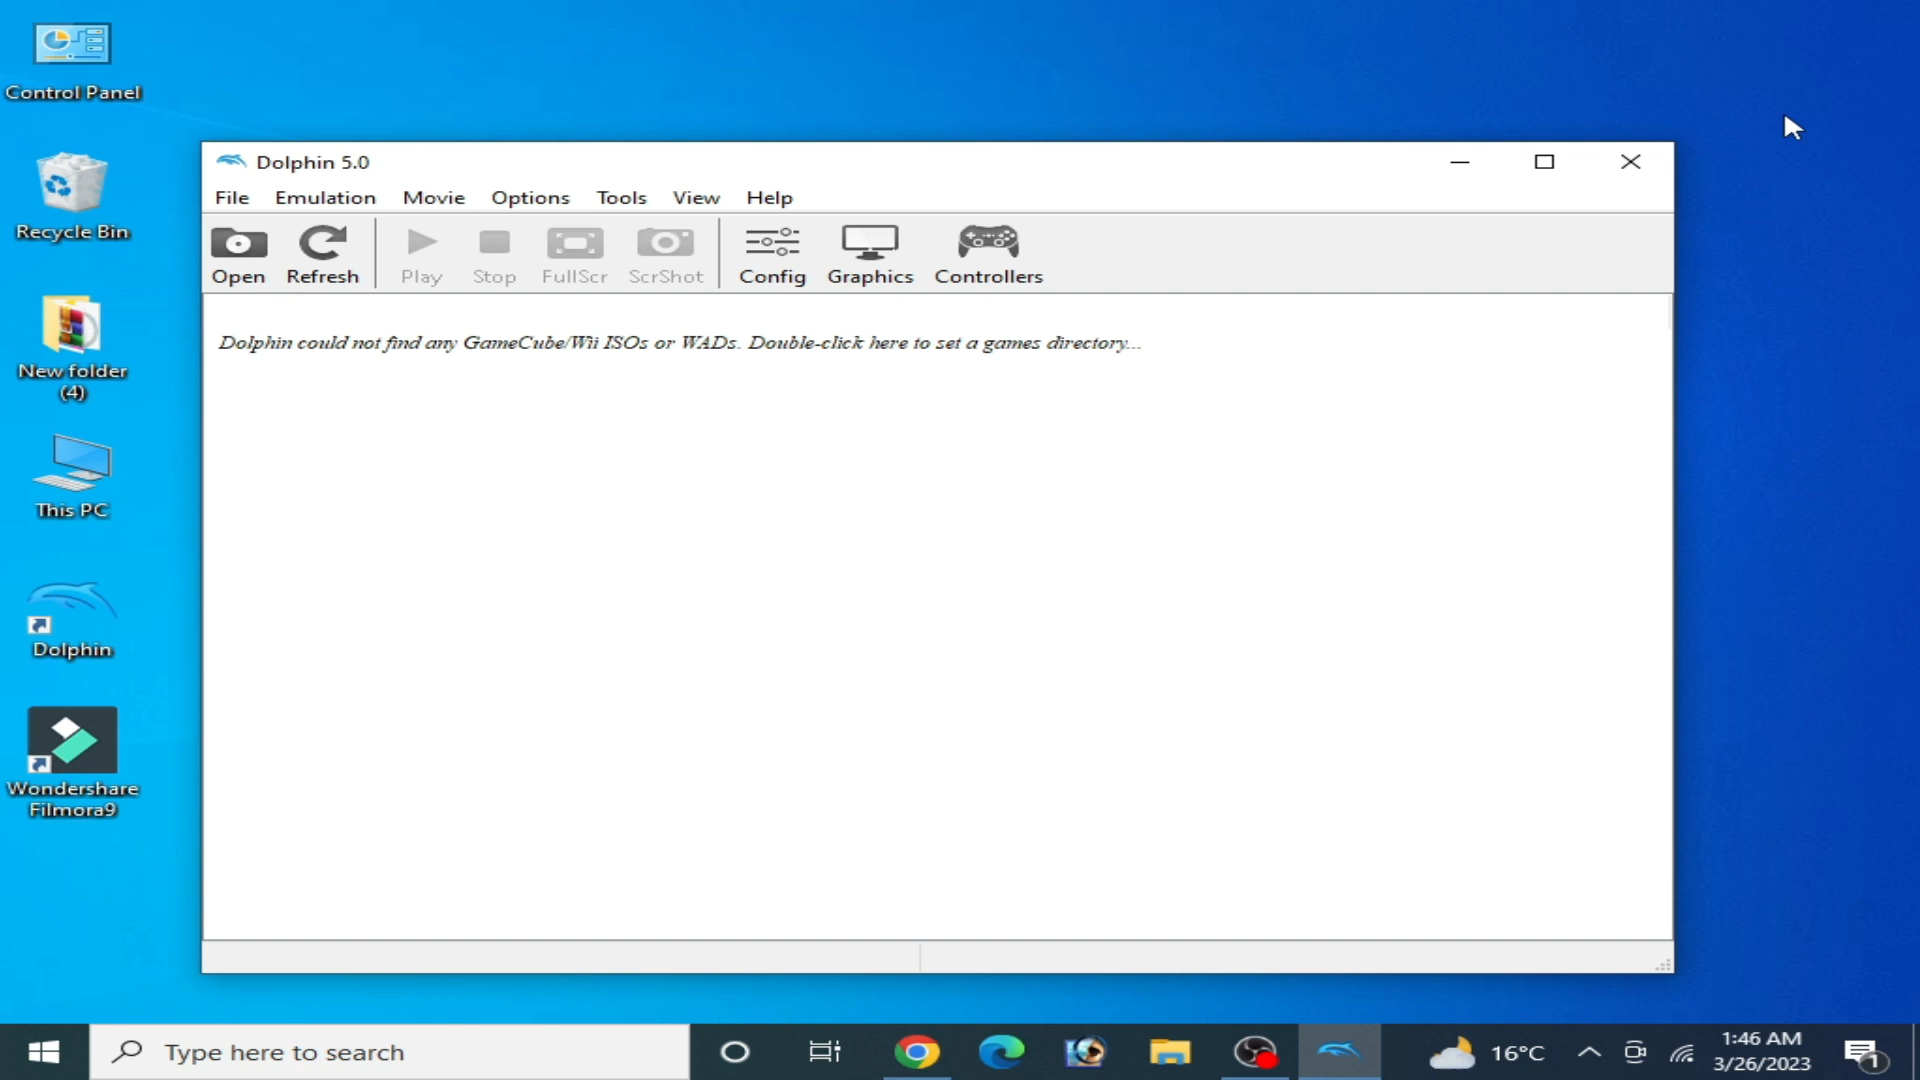 Control Panel
Recycle Bin
New folder
(4)
This PC
Dolphin
Wondershare
Filmora9
Dolphin 5.0
File Emulation Movie Options Tools View Help
Open Refresh Play Stop FullScr ScrShot Config Graphics Controllers
Dolphin could not find any GameCube/Wii ISOs or WADs. Double-click here to set a games directory...
Type here to search
16°C
1:46 AM
3/26/2023
1